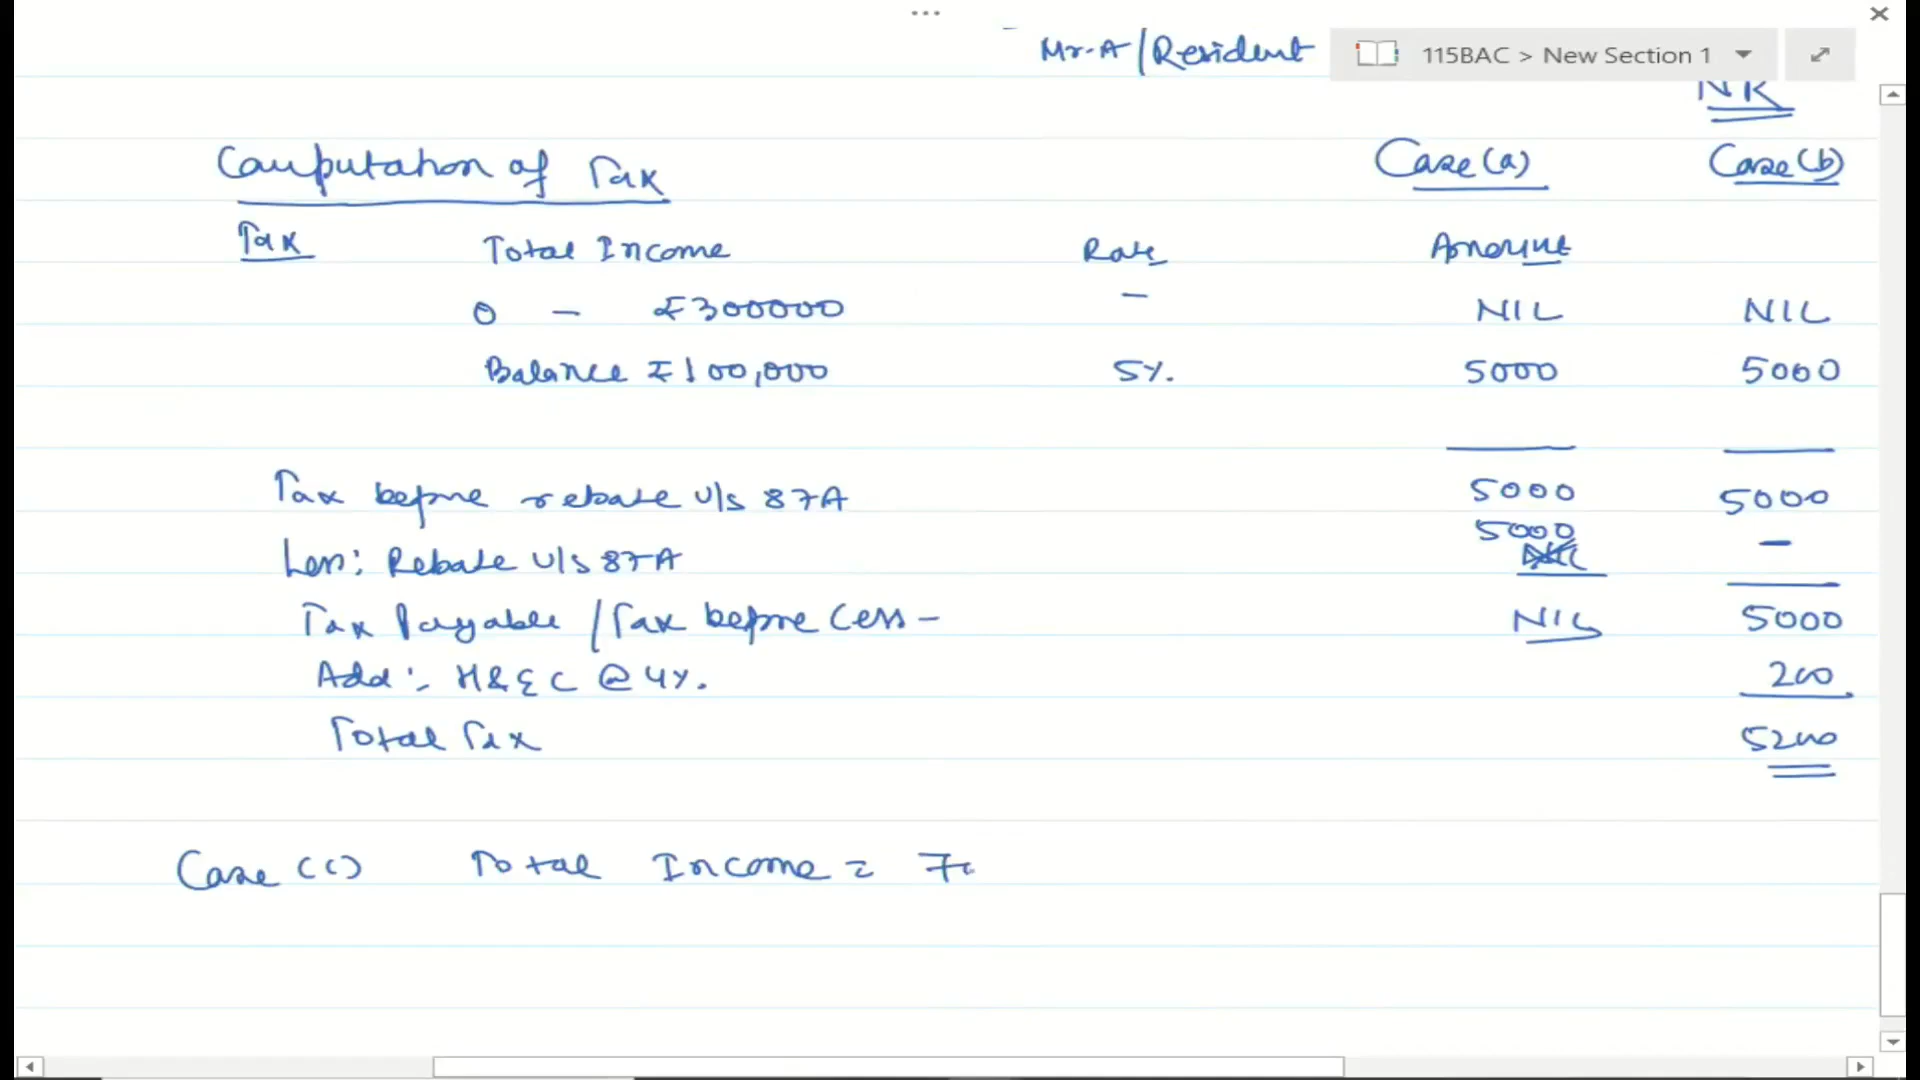 Mr-A/Resident
115BAC > New Section 1
NR
Computation of Tax Case(a) Case(b)
Tax Total Income Rate Amount
0 - ₹300000 - NIL NIL
Balance ₹100,000 5%. 5000 5000
Tax before rebate U/s 87A 5000 5000
Less: Rebate U/s 87A 5000 -
Tax Payable /Tax before Cess - NIL 5000
Add:- H&EC @ 4%. 200
Total Tax 5200
Case (c) Total Income = 70